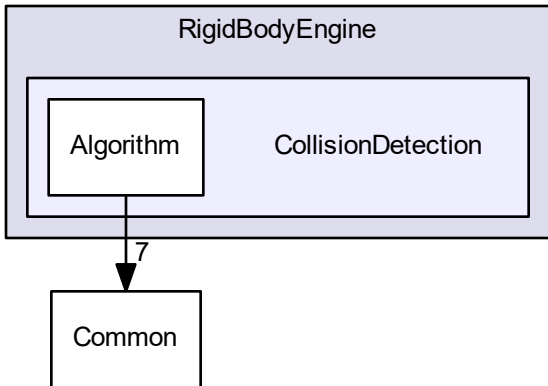 RigidBodyEngine
Algorithm
CollisionDetection
7
Common